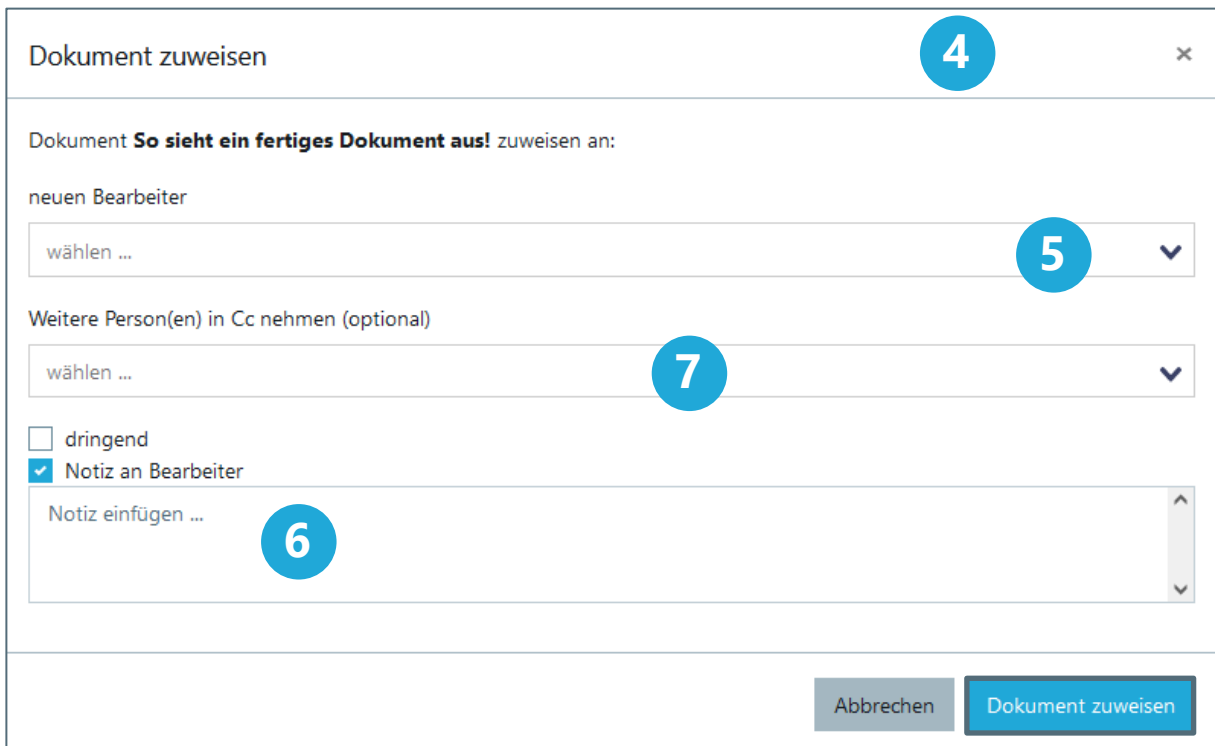 Dokument zuweisen
4
×
Dokument So sieht ein fertiges Dokument aus! zuweisen an:
neuen Bearbeiter
wählen ...
5
Weitere Person(en) in Cc nehmen (optional)
wählen ...
7
dringend
Notiz an Bearbeiter
Notiz einfügen ...
6
Abbrechen
Dokument zuweisen